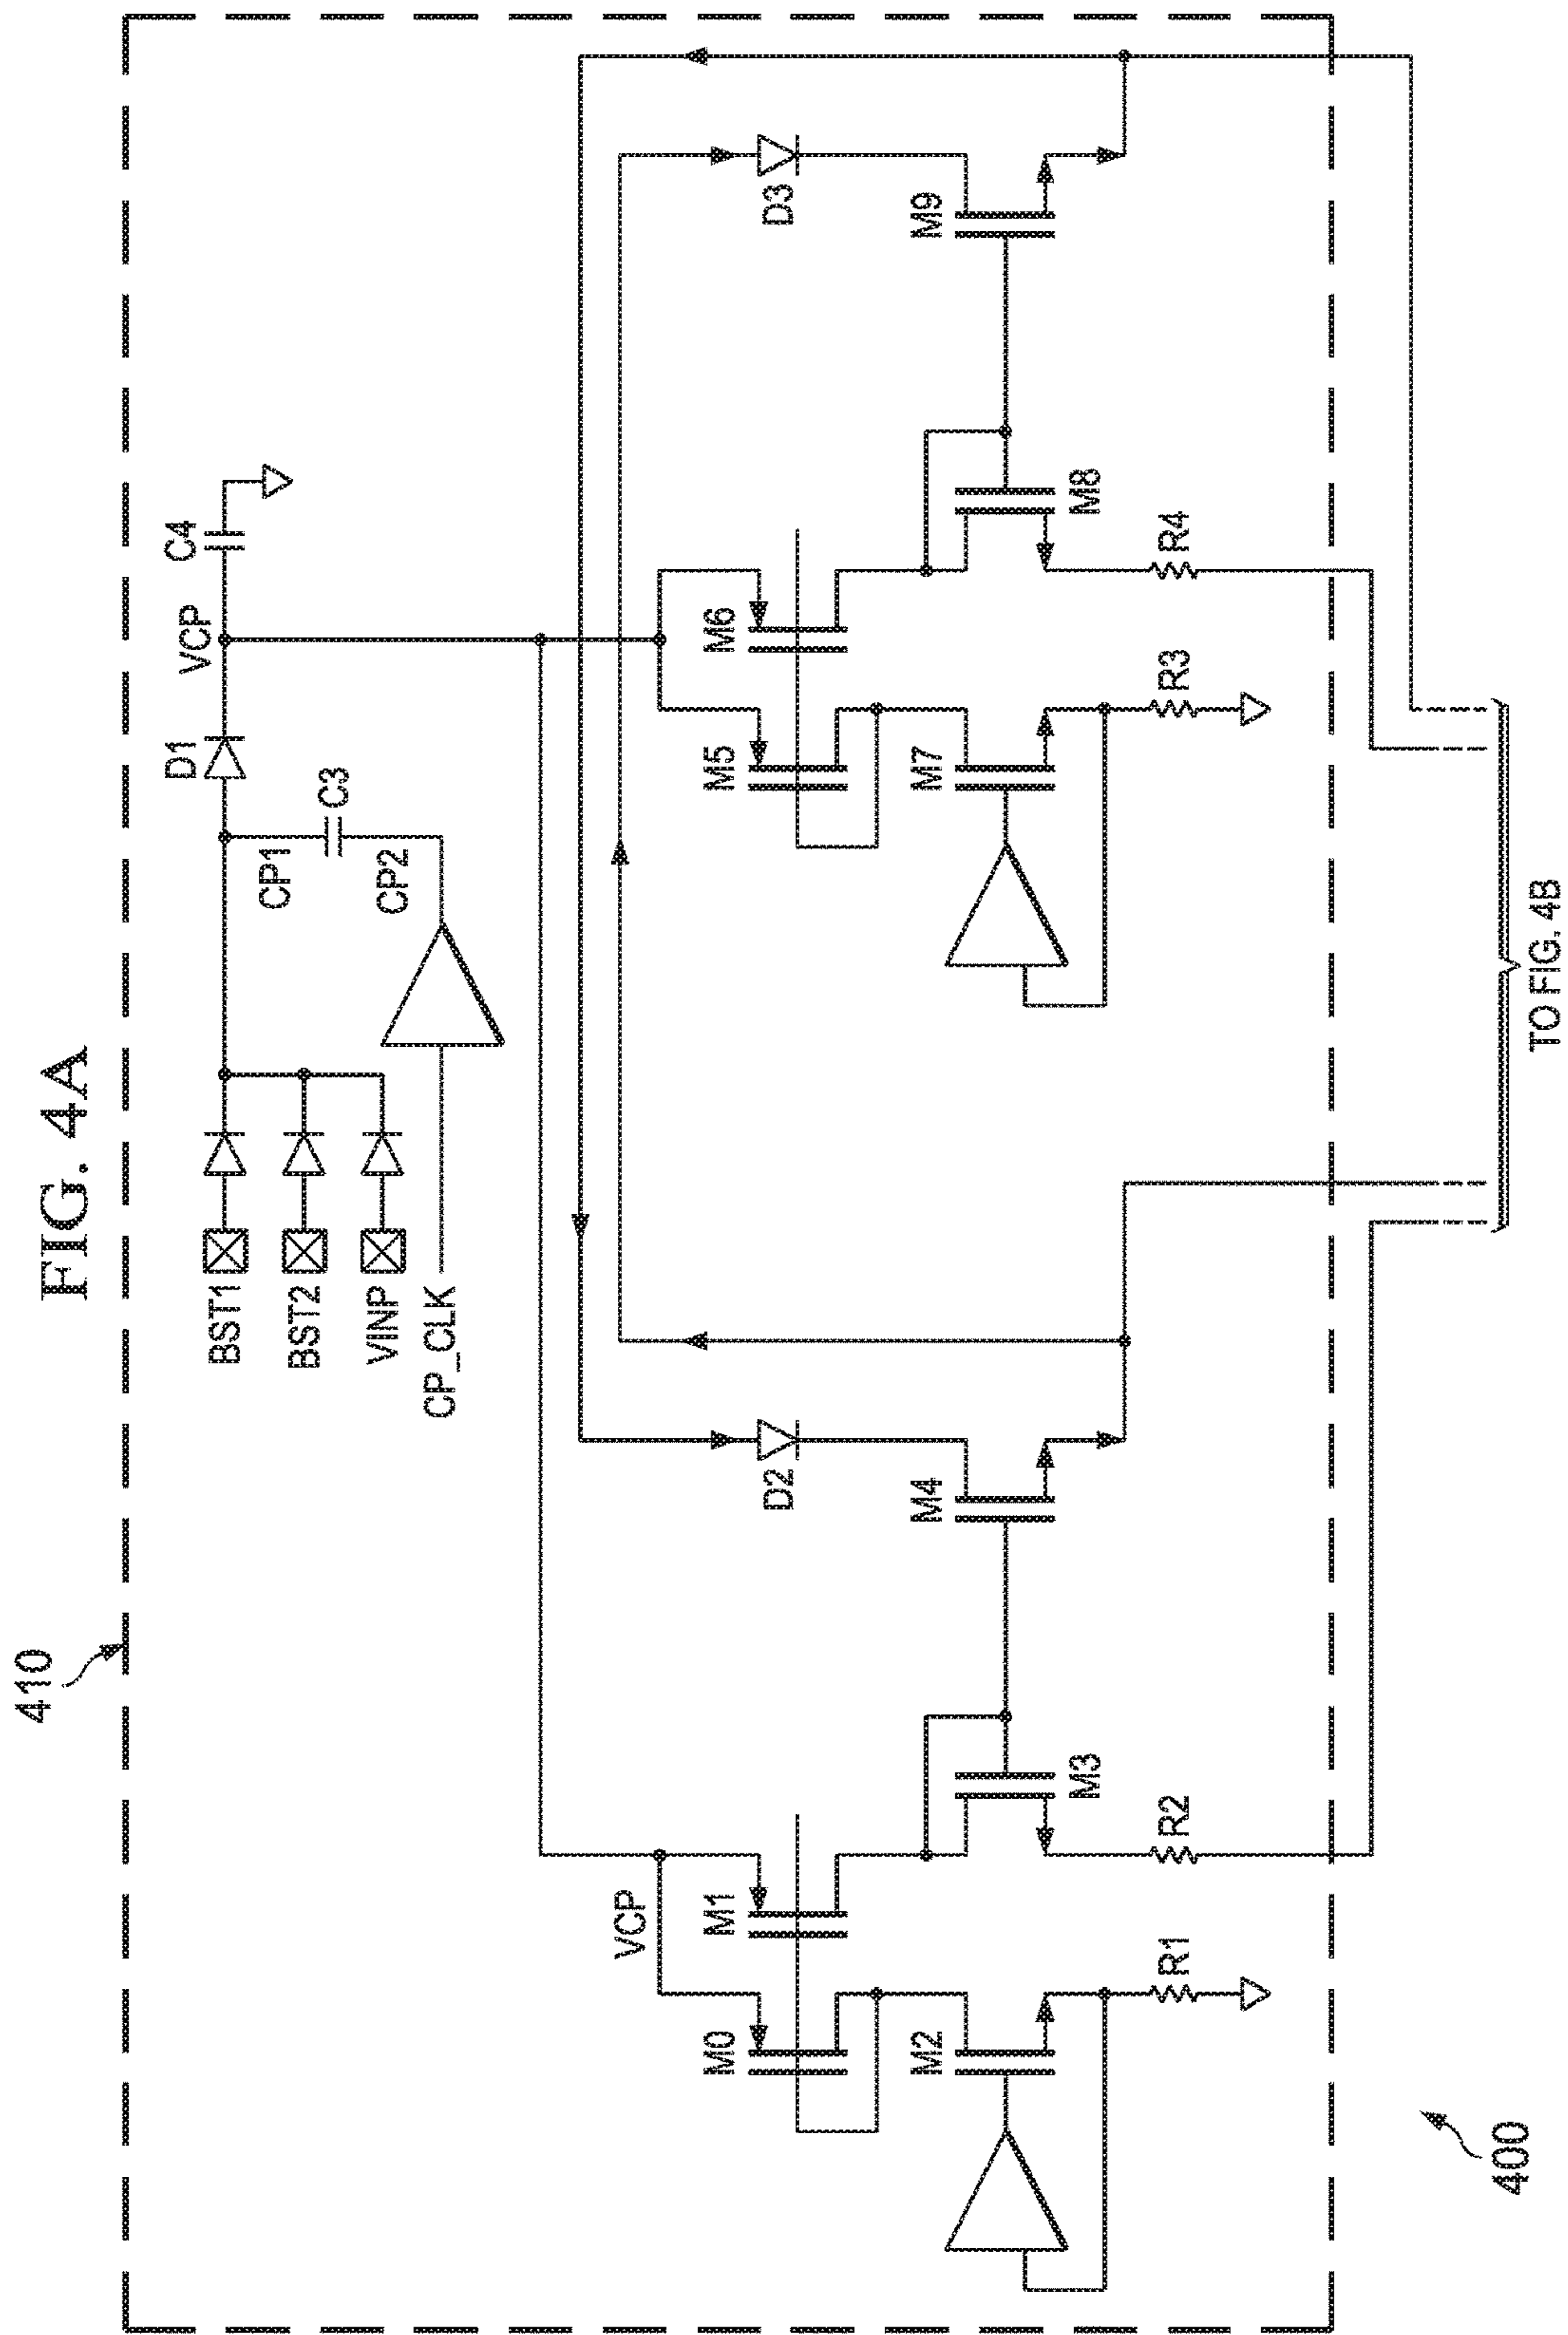 FIG. 4A
410
BST1
BST2
VINP
CP_CLK
CP1
CP2
C3
D1
VCP
C4
VCP
M0
M1
D2
M5
M6
D3
M2
M3
M4
M7
M8
M9
R1
R2
R3
R4
400
TO FIG. 4B